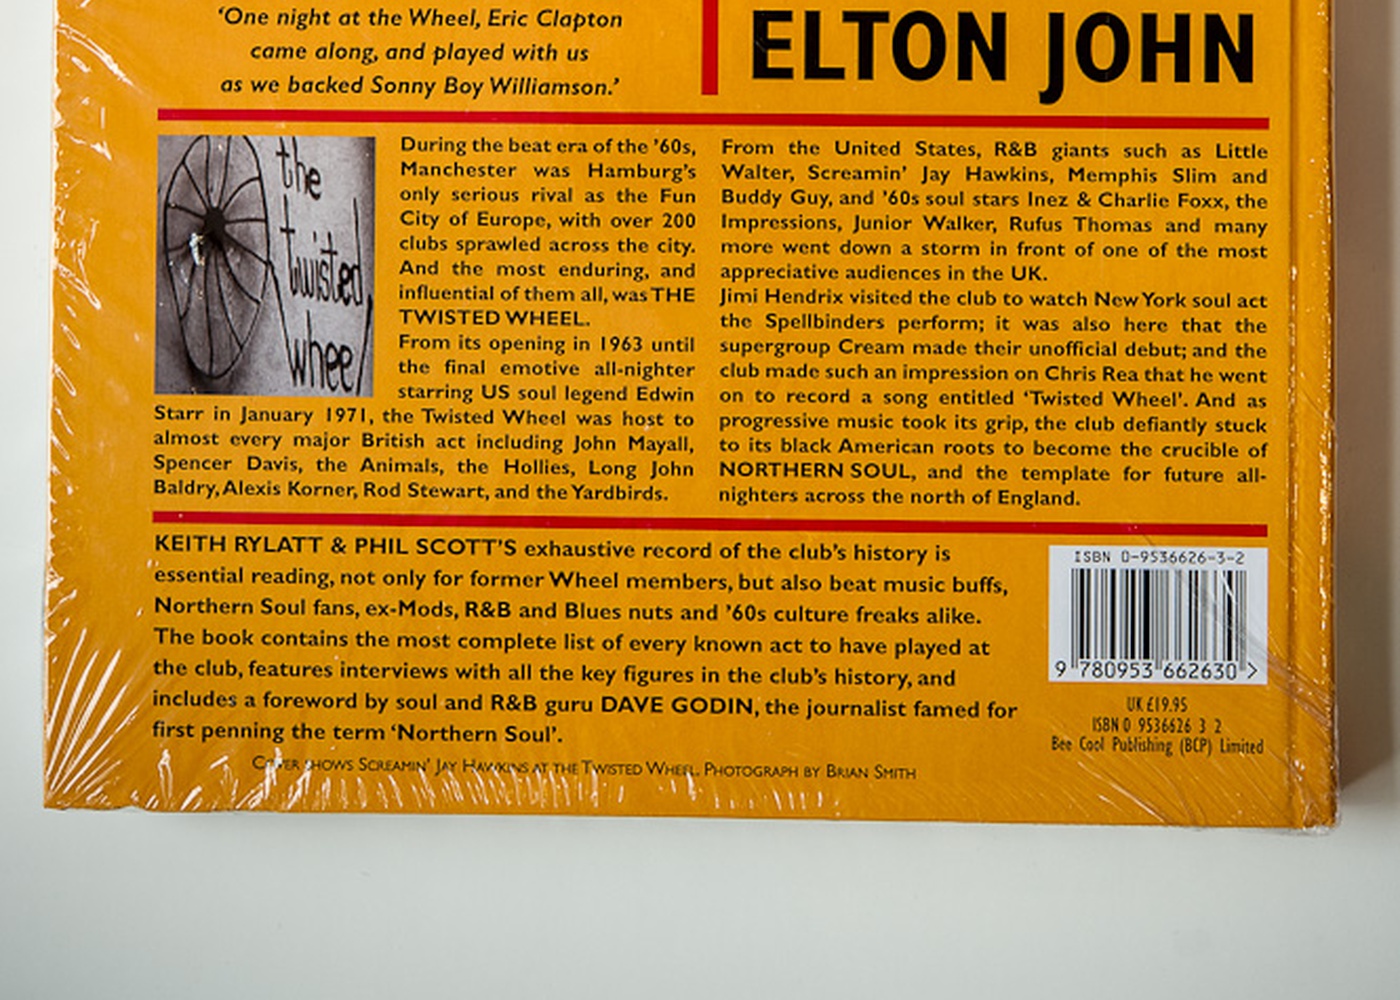 ‘One night at the Wheel, Eric Clapton
came along, and played with us
as we backed Sonny Boy Williamson.’
ELTON JOHN
the
twisted
wheel
During the beat era of the ’60s,
Manchester was Hamburg’s
only serious rival as the Fun
City of Europe, with over 200
clubs sprawled across the city.
And the most enduring, and
influential of them all, was THE
TWISTED WHEEL.
From its opening in 1963 until
the final emotive all-nighter
starring US soul legend Edwin
Starr in January 1971, the Twisted Wheel was host to
almost every major British act including John Mayall,
Spencer Davis, the Animals, the Hollies, Long John
Baldry, Alexis Korner, Rod Stewart, and the Yardbirds.
From the United States, R&B giants such as Little
Walter, Screamin’ Jay Hawkins, Memphis Slim and
Buddy Guy, and ’60s soul stars Inez & Charlie Foxx, the
Impressions, Junior Walker, Rufus Thomas and many
more went down a storm in front of one of the most
appreciative audiences in the UK.
Jimi Hendrix visited the club to watch New York soul act
the Spellbinders perform; it was also here that the
supergroup Cream made their unofficial debut; and the
club made such an impression on Chris Rea that he went
on to record a song entitled ‘Twisted Wheel’. And as
progressive music took its grip, the club defiantly stuck
to its black American roots to become the crucible of
NORTHERN SOUL, and the template for future all-
nighters across the north of England.
KEITH RYLATT & PHIL SCOTT’S exhaustive record of the club’s history is
essential reading, not only for former Wheel members, but also beat music buffs,
Northern Soul fans, ex-Mods, R&B and Blues nuts and ’60s culture freaks alike.
The book contains the most complete list of every known act to have played at
the club, features interviews with all the key figures in the club’s history, and
includes a foreword by soul and R&B guru DAVE GODIN, the journalist famed for
first penning the term ‘Northern Soul’.
COVER SHOWS SCREAMIN’ JAY HAWKINS AT THE TWISTED WHEEL. PHOTOGRAPH BY BRIAN SMITH
ISBN 0-9536626-3-2
9 780953 662630 >
UK £19.95
ISBN 0 9536626 3 2
Bee Cool Publishing (BCP) Limited